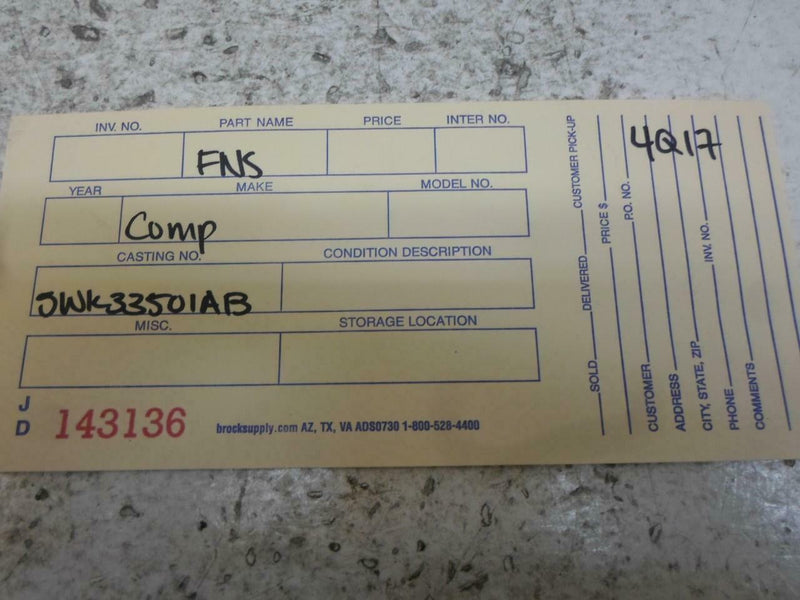 INV. NO. PART NAME PRICE INTER NO.
FNS
YEAR MAKE MODEL NO.
Comp
CASTING NO. CONDITION DESCRIPTION
5WK33501AB
MISC. STORAGE LOCATION
JD 143136 brocksupply.com AZ, TX, VA ADS0730 1-800-528-4400
SOLD DELIVERED CUSTOMER PICK-UP
PRICE $
P.O. NO.
4Q17
CUSTOMER
ADDRESS
CITY, STATE, ZIP INV. NO.
PHONE
COMMENTS